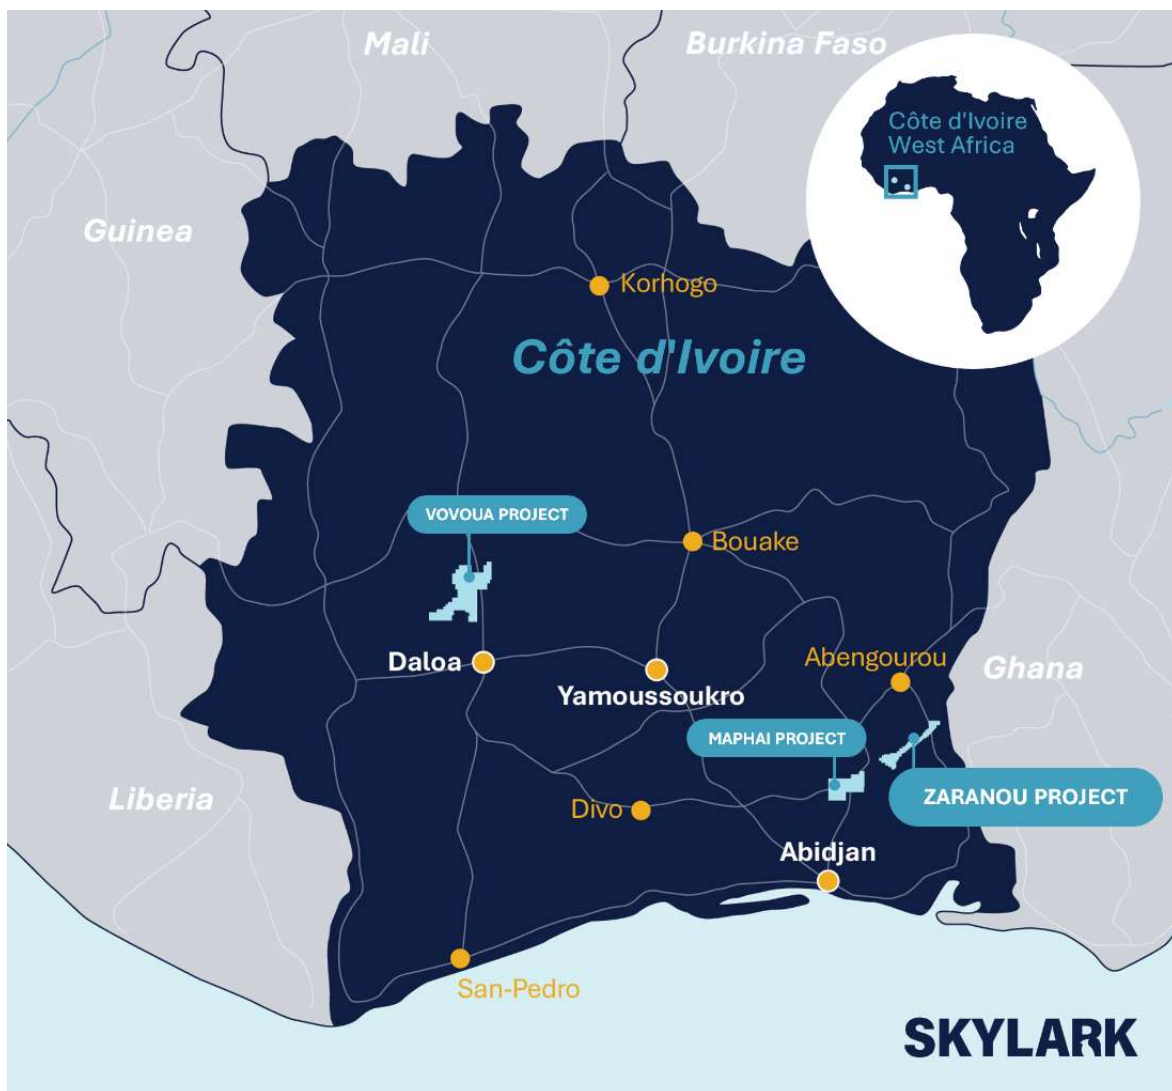 Mali
Burkina Faso
Côte d'Ivoire
West Africa
Guinea
Korhogo
Côte d'Ivoire
VOVOUA PROJECT
Bouake
Daloa
Yamoussoukro
Abengourou
Ghana
MAPHAI PROJECT
Liberia
Divo
ZARANOU PROJECT
Abidjan
San-Pedro
SKYLARK